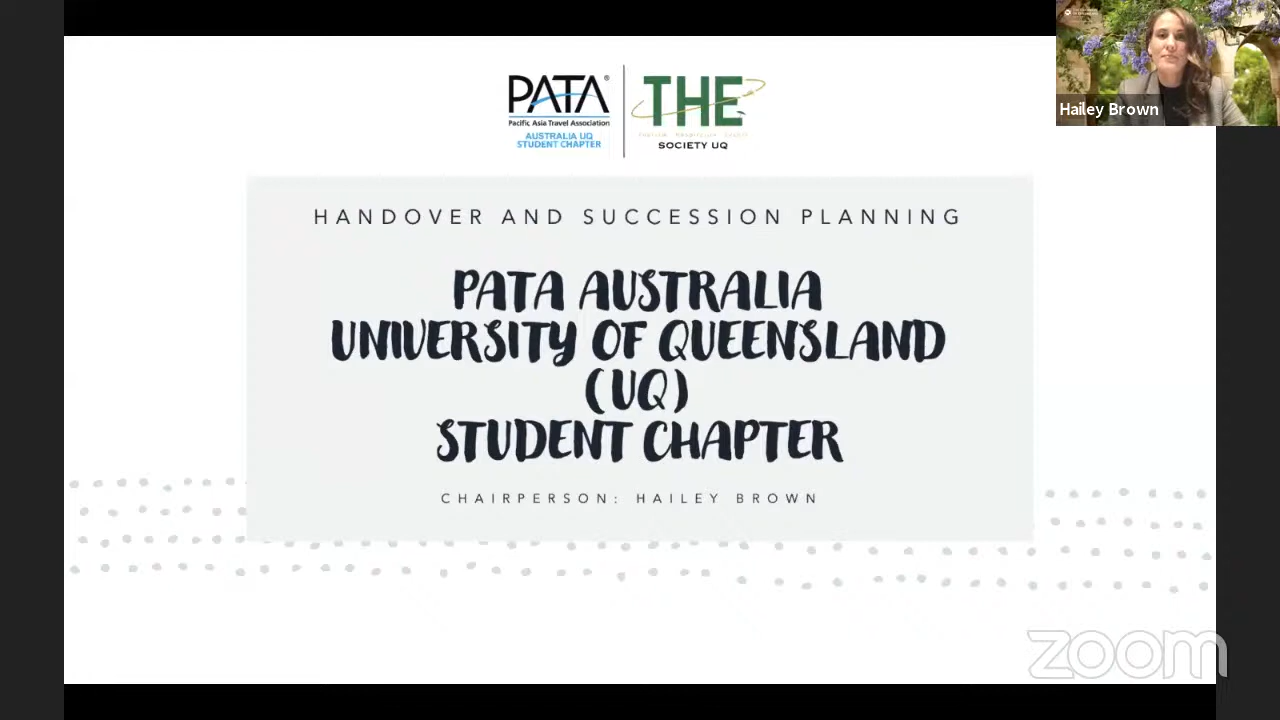 PATA®
Pacific Asia Travel Association
AUSTRALIA UQ
STUDENT CHAPTER
THE
SOCIETY UQ
Hailey Brown
HANDOVER AND SUCCESSION PLANNING
PATA AUSTRALIA
UNIVERSITY OF QUEENSLAND
(UQ)
STUDENT CHAPTER
CHAIRPERSON: HAILEY BROWN
zoom